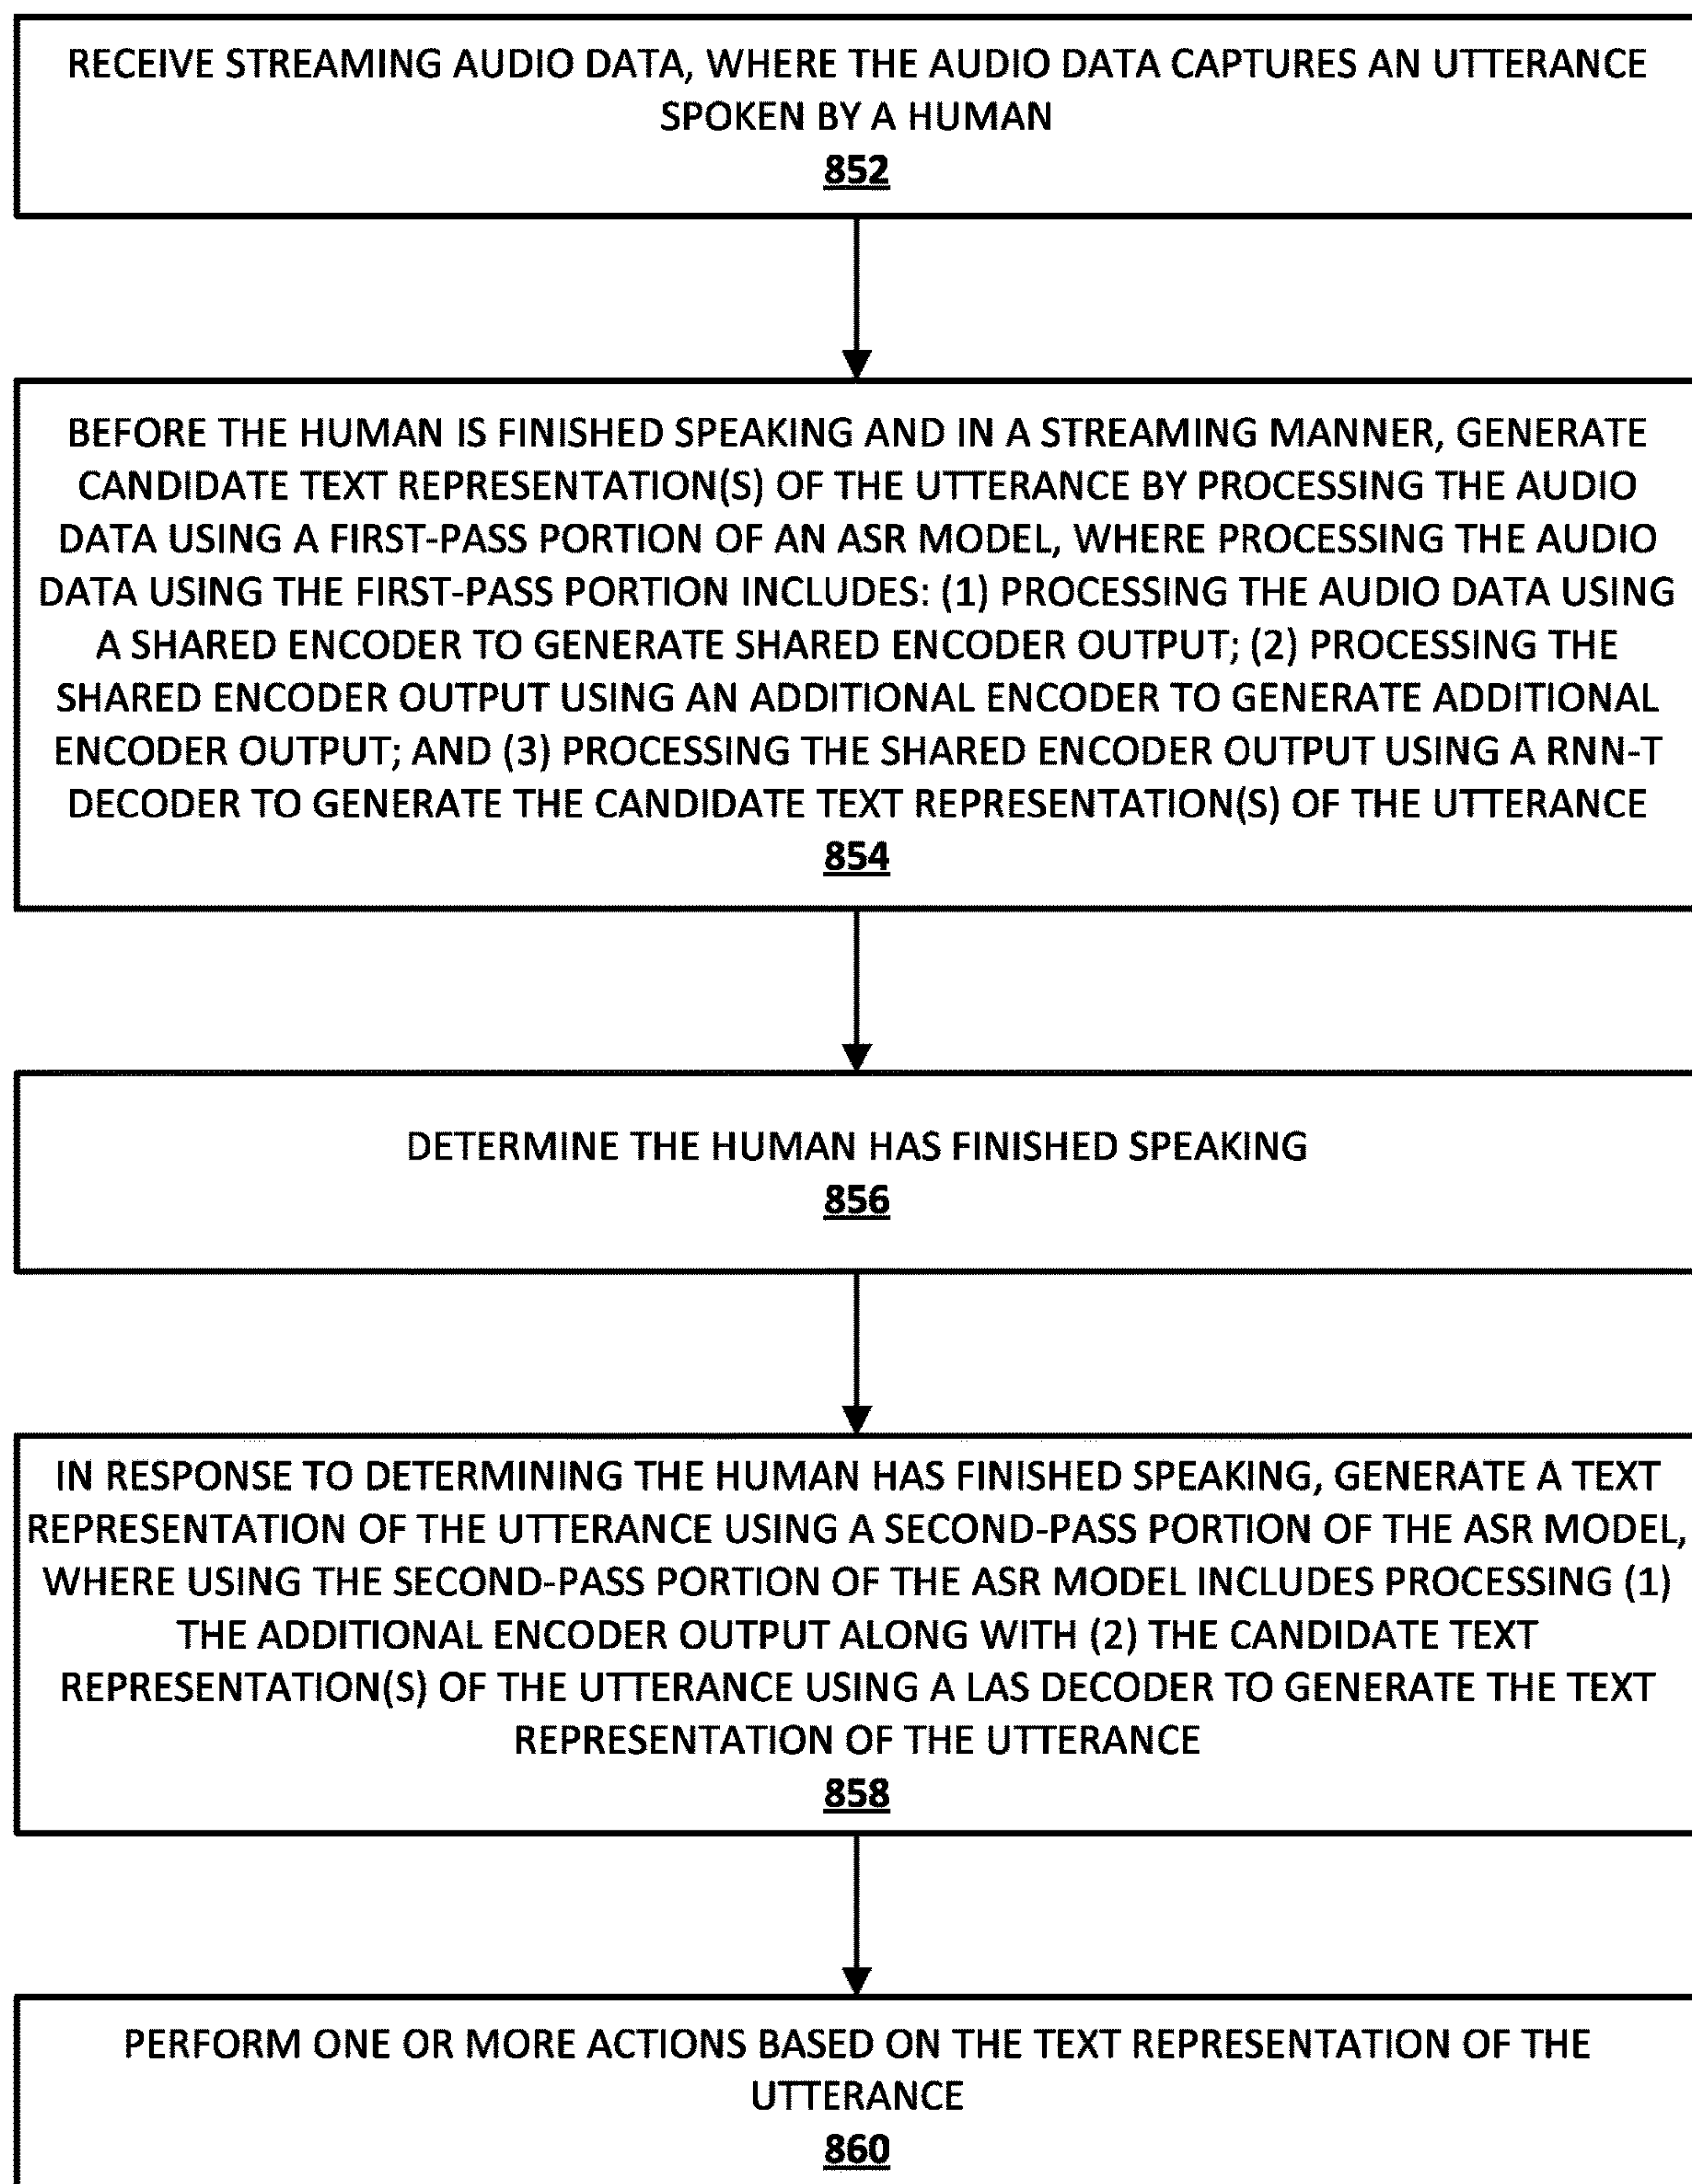 RECEIVE STREAMING AUDIO DATA, WHERE THE AUDIO DATA CAPTURES AN UTTERANCE
SPOKEN BY A HUMAN
852
BEFORE THE HUMAN IS FINISHED SPEAKING AND IN A STREAMING MANNER, GENERATE
CANDIDATE TEXT REPRESENTATION(S) OF THE UTTERANCE BY PROCESSING THE AUDIO
DATA USING A FIRST-PASS PORTION OF AN ASR MODEL, WHERE PROCESSING THE AUDIO
DATA USING THE FIRST-PASS PORTION INCLUDES: (1) PROCESSING THE AUDIO DATA USING
A SHARED ENCODER TO GENERATE SHARED ENCODER OUTPUT; (2) PROCESSING THE
SHARED ENCODER OUTPUT USING AN ADDITIONAL ENCODER TO GENERATE ADDITIONAL
ENCODER OUTPUT; AND (3) PROCESSING THE SHARED ENCODER OUTPUT USING A RNN-T
DECODER TO GENERATE THE CANDIDATE TEXT REPRESENTATION(S) OF THE UTTERANCE
854
DETERMINE THE HUMAN HAS FINISHED SPEAKING
856
IN RESPONSE TO DETERMINING THE HUMAN HAS FINISHED SPEAKING, GENERATE A TEXT
REPRESENTATION OF THE UTTERANCE USING A SECOND-PASS PORTION OF THE ASR MODEL,
WHERE USING THE SECOND-PASS PORTION OF THE ASR MODEL INCLUDES PROCESSING (1)
THE ADDITIONAL ENCODER OUTPUT ALONG WITH (2) THE CANDIDATE TEXT
REPRESENTATION(S) OF THE UTTERANCE USING A LAS DECODER TO GENERATE THE TEXT
REPRESENTATION OF THE UTTERANCE
858
PERFORM ONE OR MORE ACTIONS BASED ON THE TEXT REPRESENTATION OF THE
UTTERANCE
860